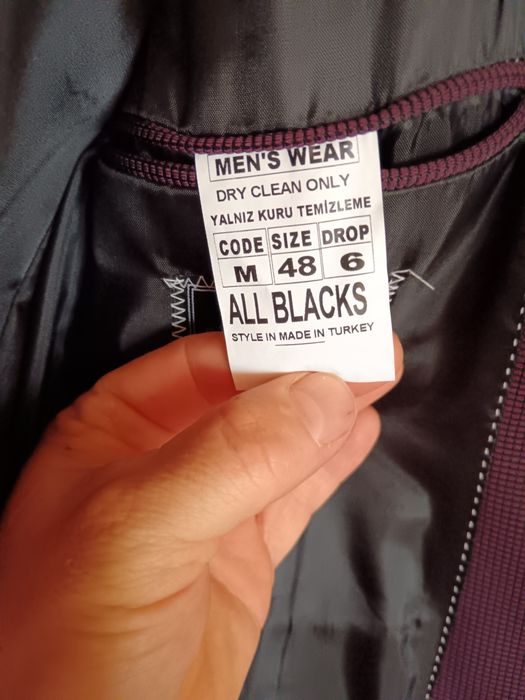 MEN'S WEAR
DRY CLEAN ONLY
YALNIZ KURU TEMİZLEME
CODE SIZE DROP
M 48 6
ALL BLACKS
STYLE IN MADE IN TURKEY